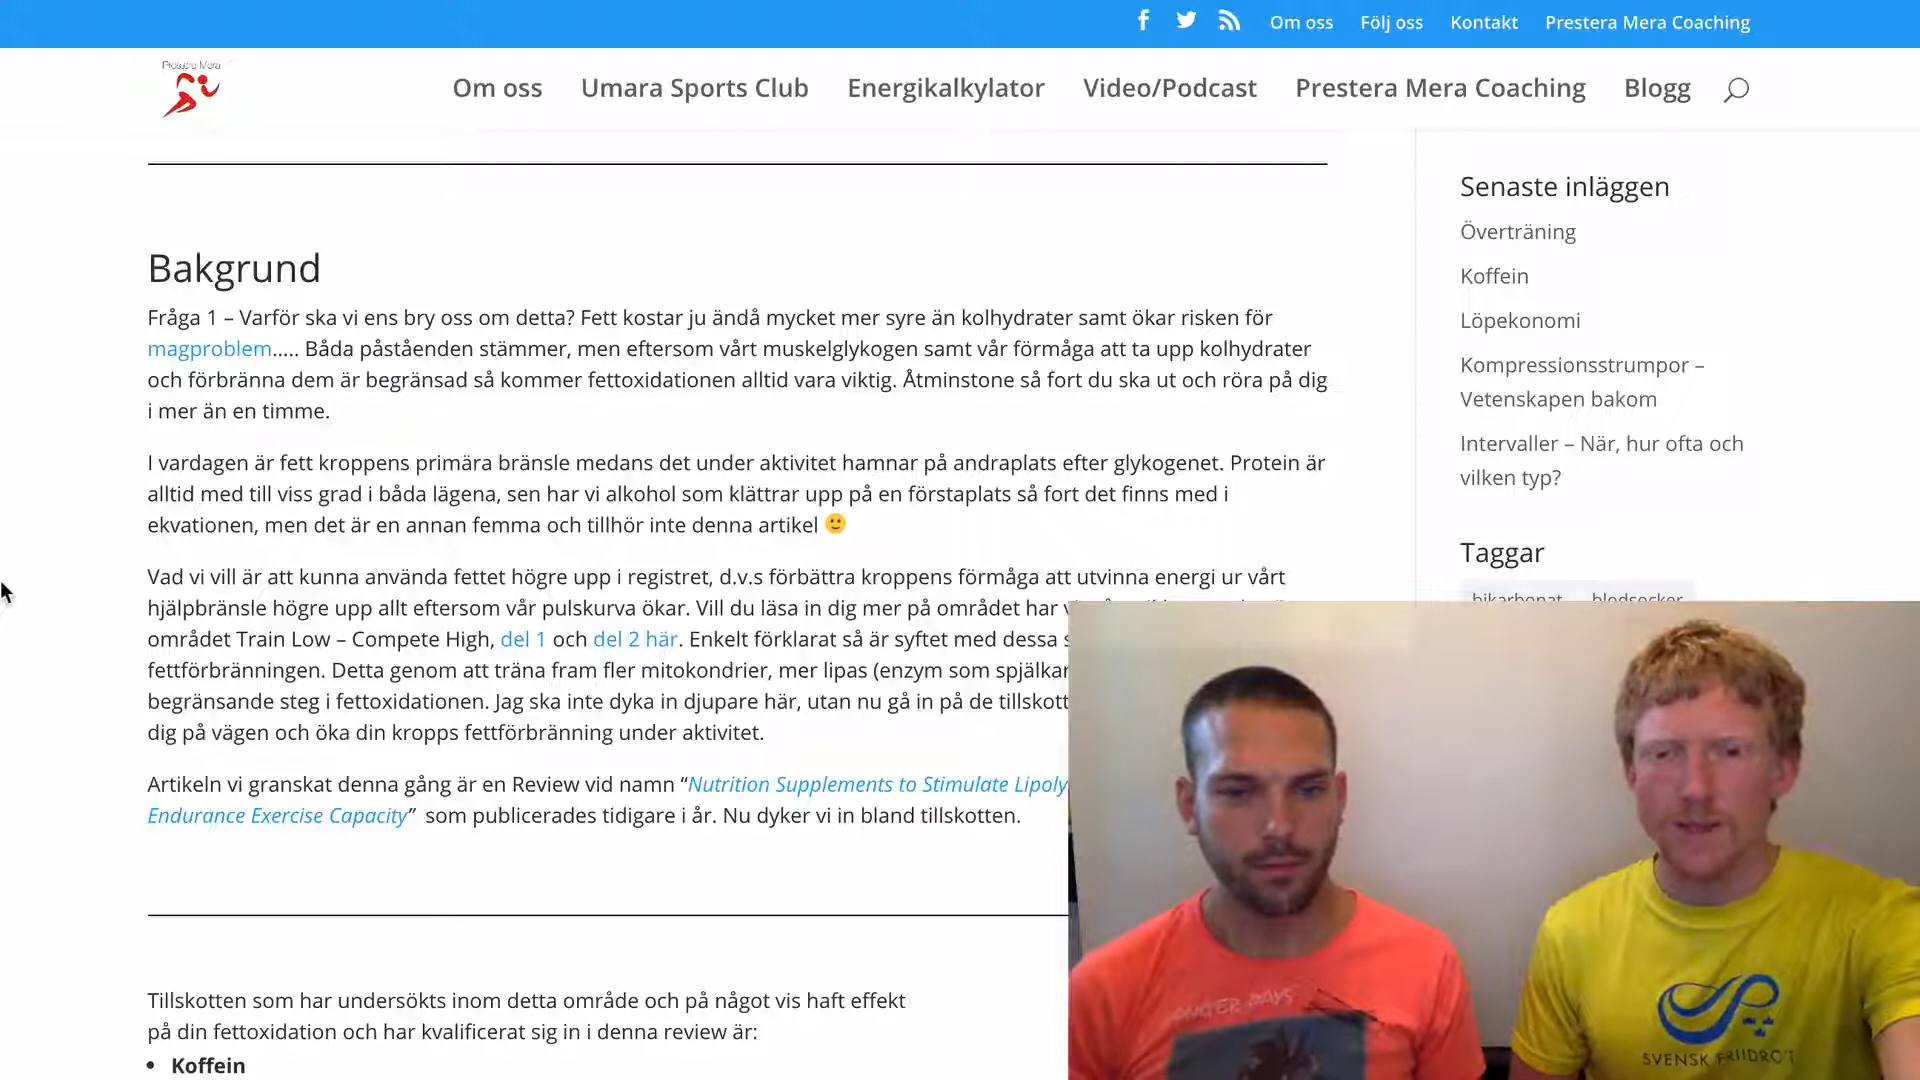 Om oss Följ oss Kontakt Prestera Mera Coaching
Prestera Mera
Om oss Umara Sports Club Energikalkylator Video/Podcast Prestera Mera Coaching Blogg
Bakgrund
Fråga 1 – Varför ska vi ens bry oss om detta? Fett kostar ju ändå mycket mer syre än kolhydrater samt ökar risken för
magproblem….. Båda påståenden stämmer, men eftersom vårt muskelglykogen samt vår förmåga att ta upp kolhydrater
och förbränna dem är begränsad så kommer fettoxidationen alltid vara viktig. Åtminstone så fort du ska ut och röra på dig
i mer än en timme.
I vardagen är fett kroppens primära bränsle medans det under aktivitet hamnar på andraplats efter glykogenet. Protein är
alltid med till viss grad i båda lägena, sen har vi alkohol som klättrar upp på en förstaplats så fort det finns med i
ekvationen, men det är en annan femma och tillhör inte denna artikel 🙂
Vad vi vill är att kunna använda fettet högre upp i registret, d.v.s förbättra kroppens förmåga att utvinna energi ur vårt
hjälpbränsle högre upp allt eftersom vår pulskurva ökar. Vill du läsa in dig mer på området har
området Train Low – Compete High, del 1 och del 2 här. Enkelt förklarat så är syftet med dessa
fettförbränningen. Detta genom att träna fram fler mitokondrier, mer lipas (enzym som spjälkar
begränsande steg i fettoxidationen. Jag ska inte dyka in djupare här, utan nu gå in på de tillskott
dig på vägen och öka din kropps fettförbränning under aktivitet.
Artikeln vi granskat denna gång är en Review vid namn “Nutrition Supplements to Stimulate Lipoly
Endurance Exercise Capacity” som publicerades tidigare i år. Nu dyker vi in bland tillskotten.
Tillskotten som har undersökts inom detta område och på något vis haft effekt
på din fettoxidation och har kvalificerat sig in i denna review är:
• Koffein
Senaste inläggen
Överträning
Koffein
Löpekonomi
Kompressionsstrumpor –
Vetenskapen bakom
Intervaller – När, hur ofta och
vilken typ?
Taggar
bikarbonat blodsocker
SVENSK FRIIDROTT